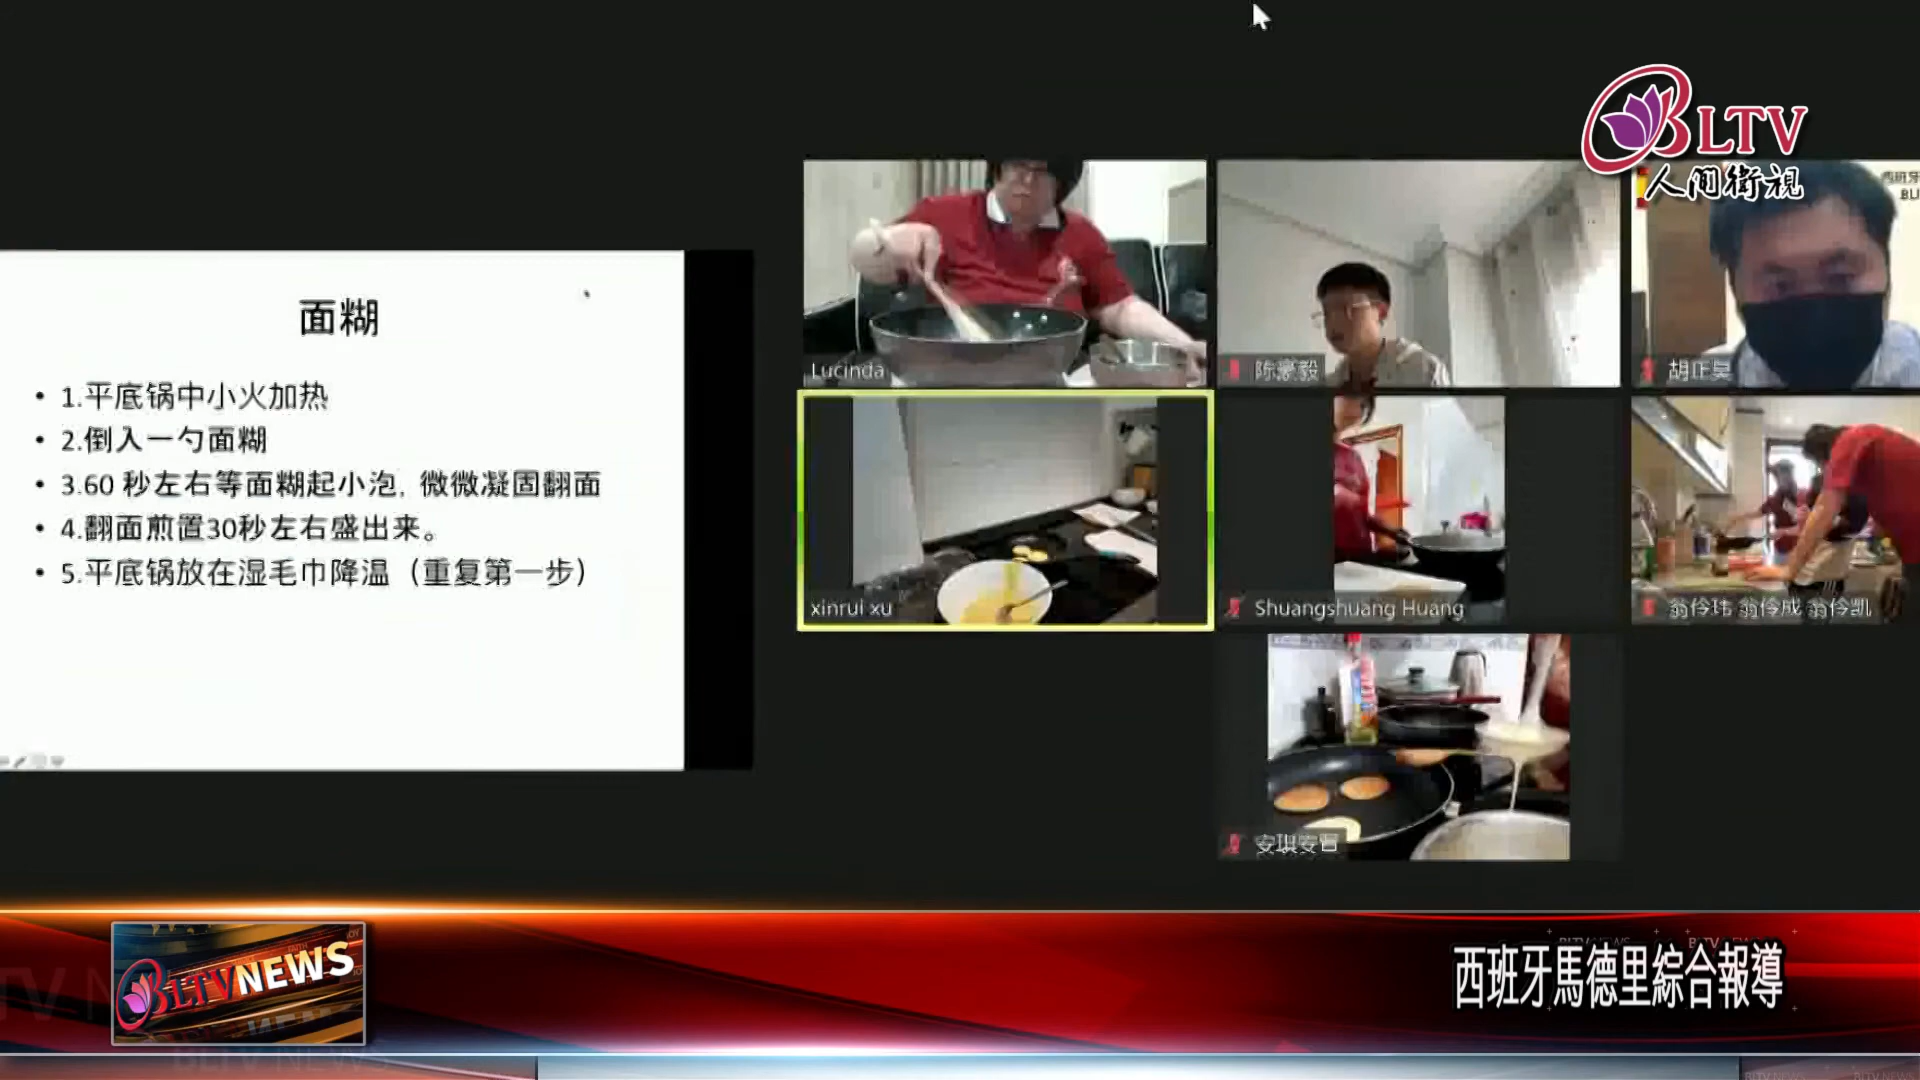 BLTV
人間衛視
面糊
• 1.平底锅中小火加热
• 2.倒入一勺面糊
• 3.60 秒左右等面糊起小泡, 微微凝固翻面
• 4.翻面煎置30秒左右盛出来。
• 5.平底锅放在湿毛巾降温（重复第一步）
Lucinda
陈豪毅
胡正昊
西班牙
BLI
xinrui xu
Shuangshuang Huang
翁伶玮 翁伶成 翁伶凯
BLTV NEWS
西班牙馬德里綜合報導